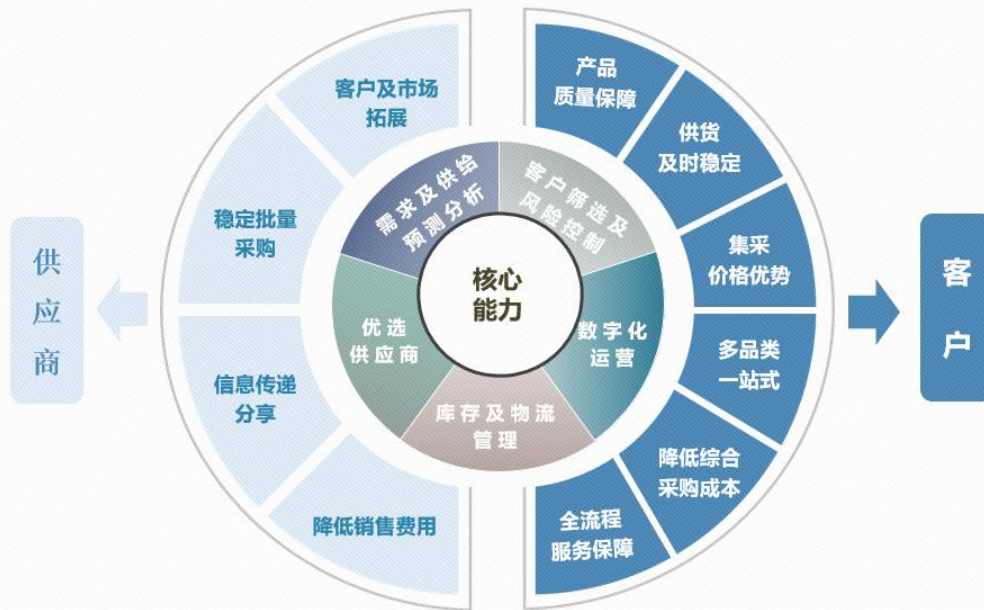 供
应
商
客户及市场
拓展
稳定批量
采购
信息传递
分享
降低销售费用
需求及供给
预测分析
客户筛选及
风险控制
优选
供应商
数字化
运营
库存及物流
管理
核心
能力
产品
质量保障
供货
及时稳定
集采
价格优势
多品类
一站式
降低综合
采购成本
全流程
服务保障
客
户